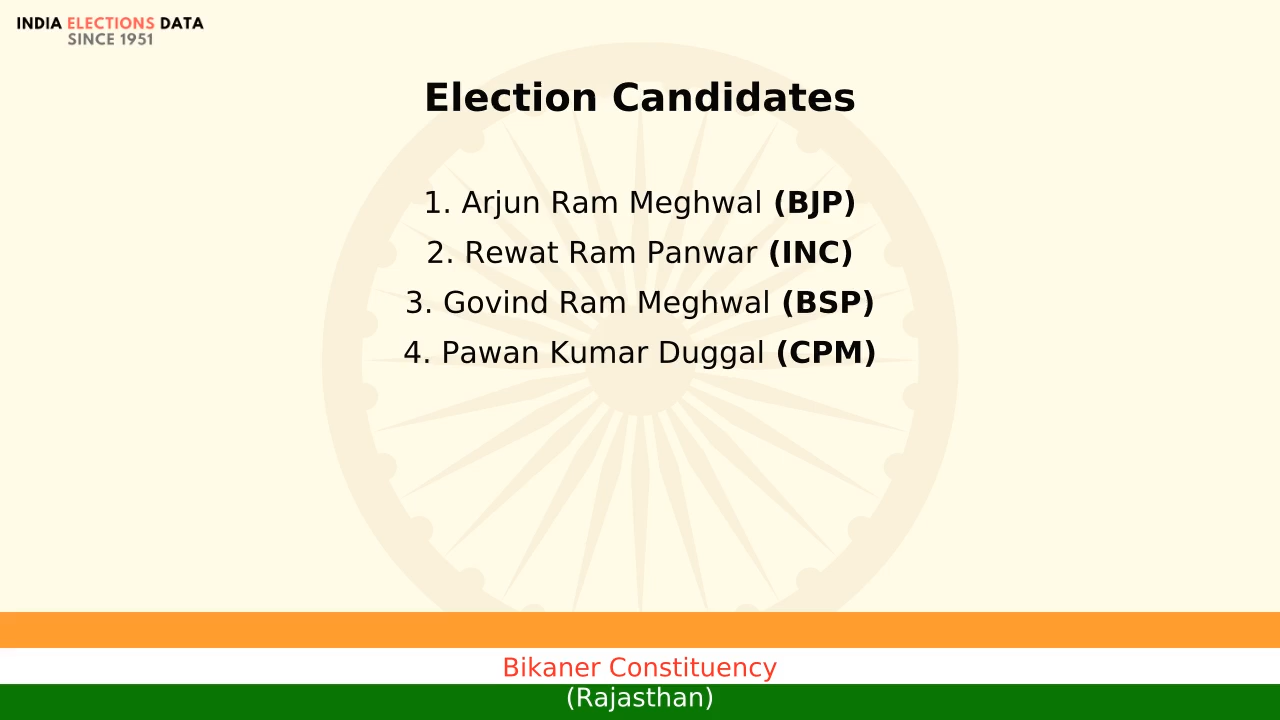 INDIA ELECTIONS DATA
SINCE 1951
Election Candidates
1. Arjun Ram Meghwal (BJP)
2. Rewat Ram Panwar (INC)
3. Govind Ram Meghwal (BSP)
4. Pawan Kumar Duggal (CPM)
Bikaner Constituency
(Rajasthan)